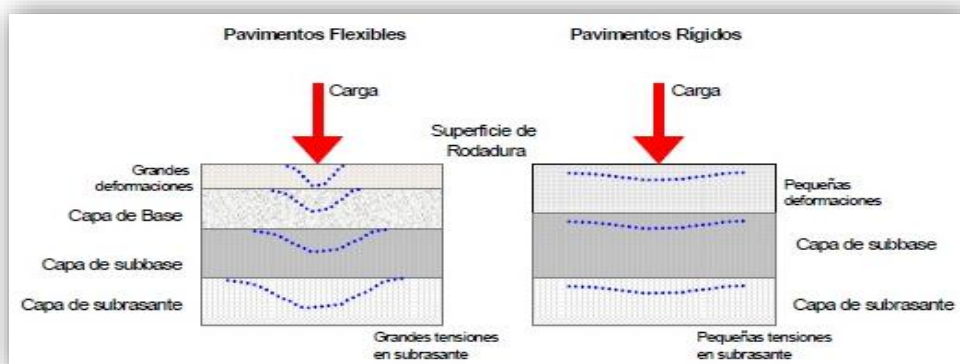 Pavimentos Flexibles
Pavimentos Rígidos
Carga
Carga
Superficie de
Rodadura
Grandes
deformaciones
Capa de Base
Capa de subbase
Capa de subrasante
Grandes tensiones
en subrasante
Pequeñas
deformaciones
Capa de subbase
Capa de subrasante
Pequeñas tensiones
en subrasante